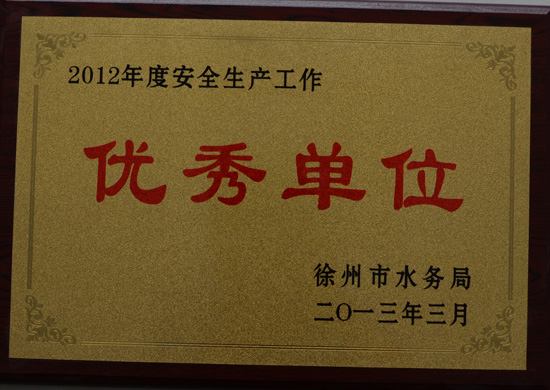 2012年度安全生产工作
优秀单位
徐州市水务局
二〇一三年三月